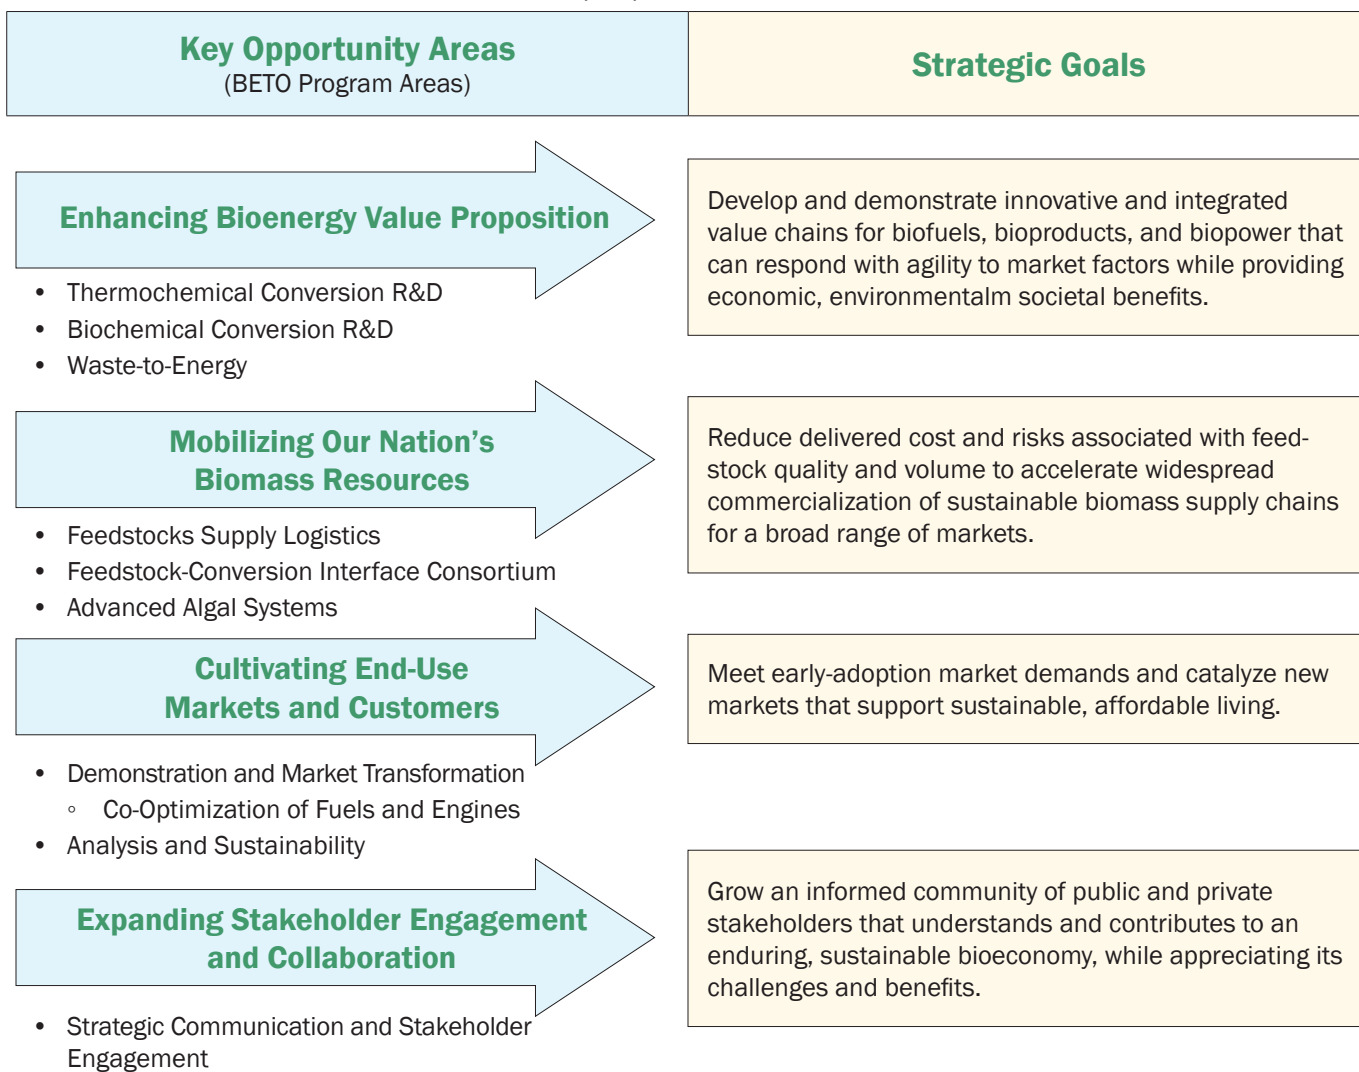 Key Opportunity Areas
(BETO Program Areas)
Strategic Goals
Enhancing Bioenergy Value Proposition
• Thermochemical Conversion R&D
• Biochemical Conversion R&D
• Waste-to-Energy
Develop and demonstrate innovative and integrated
value chains for biofuels, bioproducts, and biopower that
can respond with agility to market factors while providing
economic, environmentalm societal benefits.
Mobilizing Our Nation’s
Biomass Resources
• Feedstocks Supply Logistics
• Feedstock-Conversion Interface Consortium
• Advanced Algal Systems
Reduce delivered cost and risks associated with feed-
stock quality and volume to accelerate widespread
commercialization of sustainable biomass supply chains
for a broad range of markets.
Cultivating End-Use
Markets and Customers
• Demonstration and Market Transformation
◦ Co-Optimization of Fuels and Engines
• Analysis and Sustainability
Meet early-adoption market demands and catalyze new
markets that support sustainable, affordable living.
Expanding Stakeholder Engagement
and Collaboration
• Strategic Communication and Stakeholder
Engagement
Grow an informed community of public and private
stakeholders that understands and contributes to an
enduring, sustainable bioeconomy, while appreciating its
challenges and benefits.